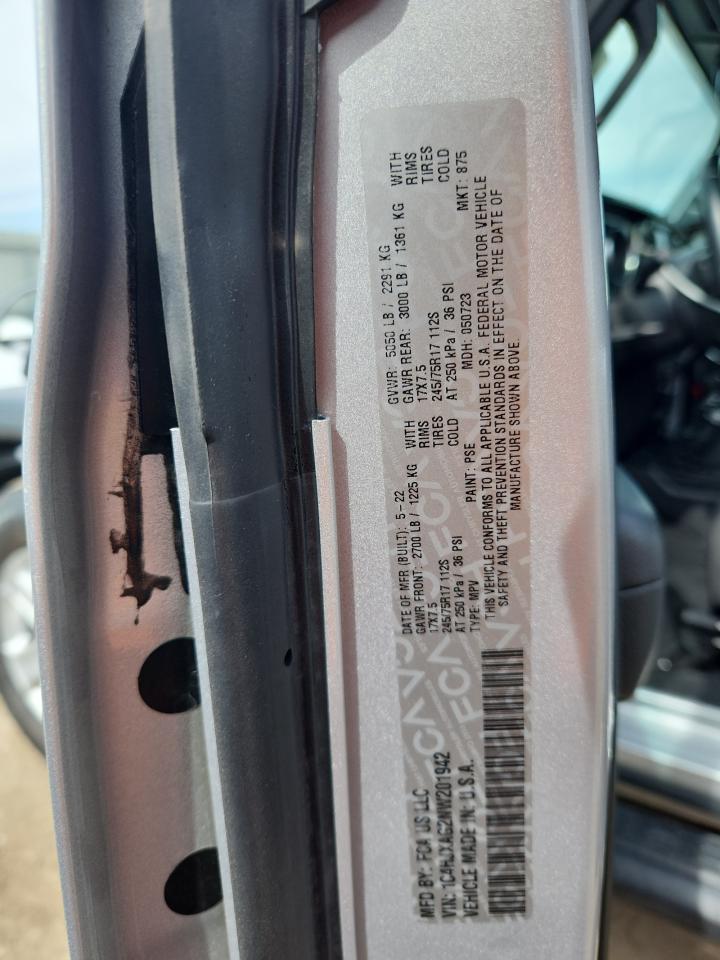 MFD BY: FCA US LLC
VIN: 1C4HJXAG2NW201942
VEHICLE MADE IN: U.S.A.
DATE OF MFR (BUILT): 5-22
GAWR FRONT: 2700 LB / 1225 KG WITH
17X7.5 RIMS
245/75R17 112S TIRES
AT 250 kPa / 36 PSI COLD
TYPE: MPV PAINT: PSE
GVWR: 5050 LB / 2291 KG
GAWR REAR: 3000 LB / 1361 KG WITH
17X7.5 RIMS
245/75R17 112S TIRES
AT 250 kPa / 36 PSI COLD
MDH: 050723 MKT: 875
THIS VEHICLE CONFORMS TO ALL APPLICABLE U.S.A. FEDERAL MOTOR VEHICLE
SAFETY AND THEFT PREVENTION STANDARDS IN EFFECT ON THE DATE OF
MANUFACTURE SHOWN ABOVE.